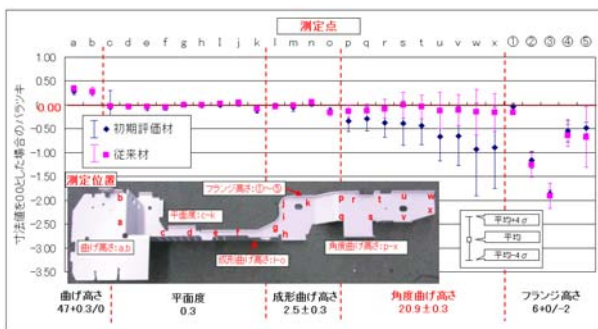 測定点
a b c d e f g h i j k l m n o p q r s t u v w x ① ② ③ ④ ⑤
寸法値を00とした場合のバラツキ
1.00
0.50
0.00
-0.50
-1.00
-1.50
-2.00
-2.50
-3.00
-3.50
初期評価材
従来材
測定位置
フランジ高さ:①~⑤
平面度:c~k
曲げ高さ:a,b
成形曲げ高さ:l~o
角度曲げ高さ:p~x
平均+4σ
平均
平均-4σ
曲げ高さ
47+0.3/0
平面度
0.3
成形曲げ高さ
2.5±0.3
角度曲げ高さ
20.9±0.3
フランジ高さ
6+0/-2